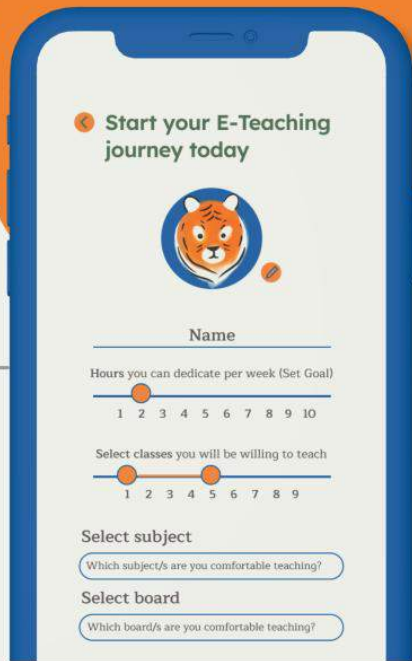 Start your E-Teaching
journey today
Name
Hours you can dedicate per week (Set Goal)
1 2 3 4 5 6 7 8 9 10
Select classes you will be willing to teach
1 2 3 4 5 6 7 8 9
Select subject
Which subject/s are you comfortable teaching?
Select board
Which board/s are you comfortable teaching?